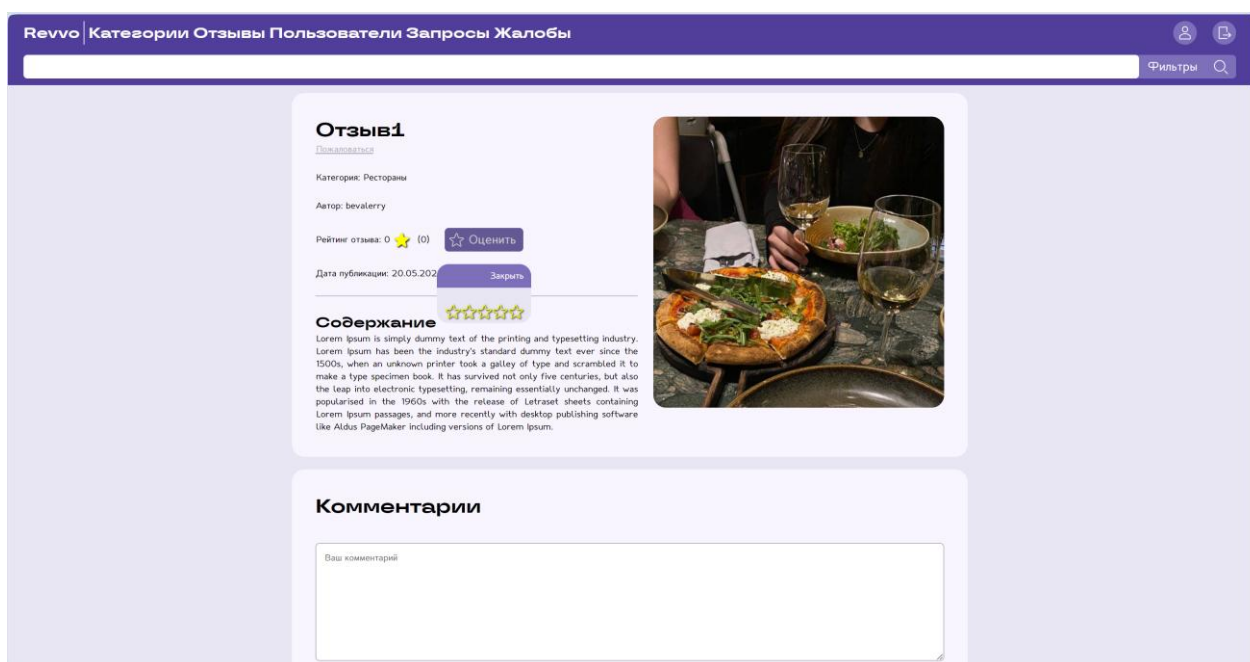 Revvo Категории Отзывы Пользователи Запросы Жалобы
Фильтры
Отзыв1
Пожаловаться
Категория: Рестораны
Автор: bevalerry
Рейтинг отзыва: 0 (0) Оценить
Дата публикации: 20.05.202
Закрыть
Содержание
Lorem Ipsum is simply dummy text of the printing and typesetting industry.
Lorem Ipsum has been the industry's standard dummy text ever since the
1500s, when an unknown printer took a galley of type and scrambled it to
make a type specimen book. It has survived not only five centuries, but also
the leap into electronic typesetting, remaining essentially unchanged. It was
popularised in the 1960s with the release of Letraset sheets containing
Lorem Ipsum passages, and more recently with desktop publishing software
like Aldus PageMaker including versions of Lorem Ipsum.
Комментарии
Ваш комментарий